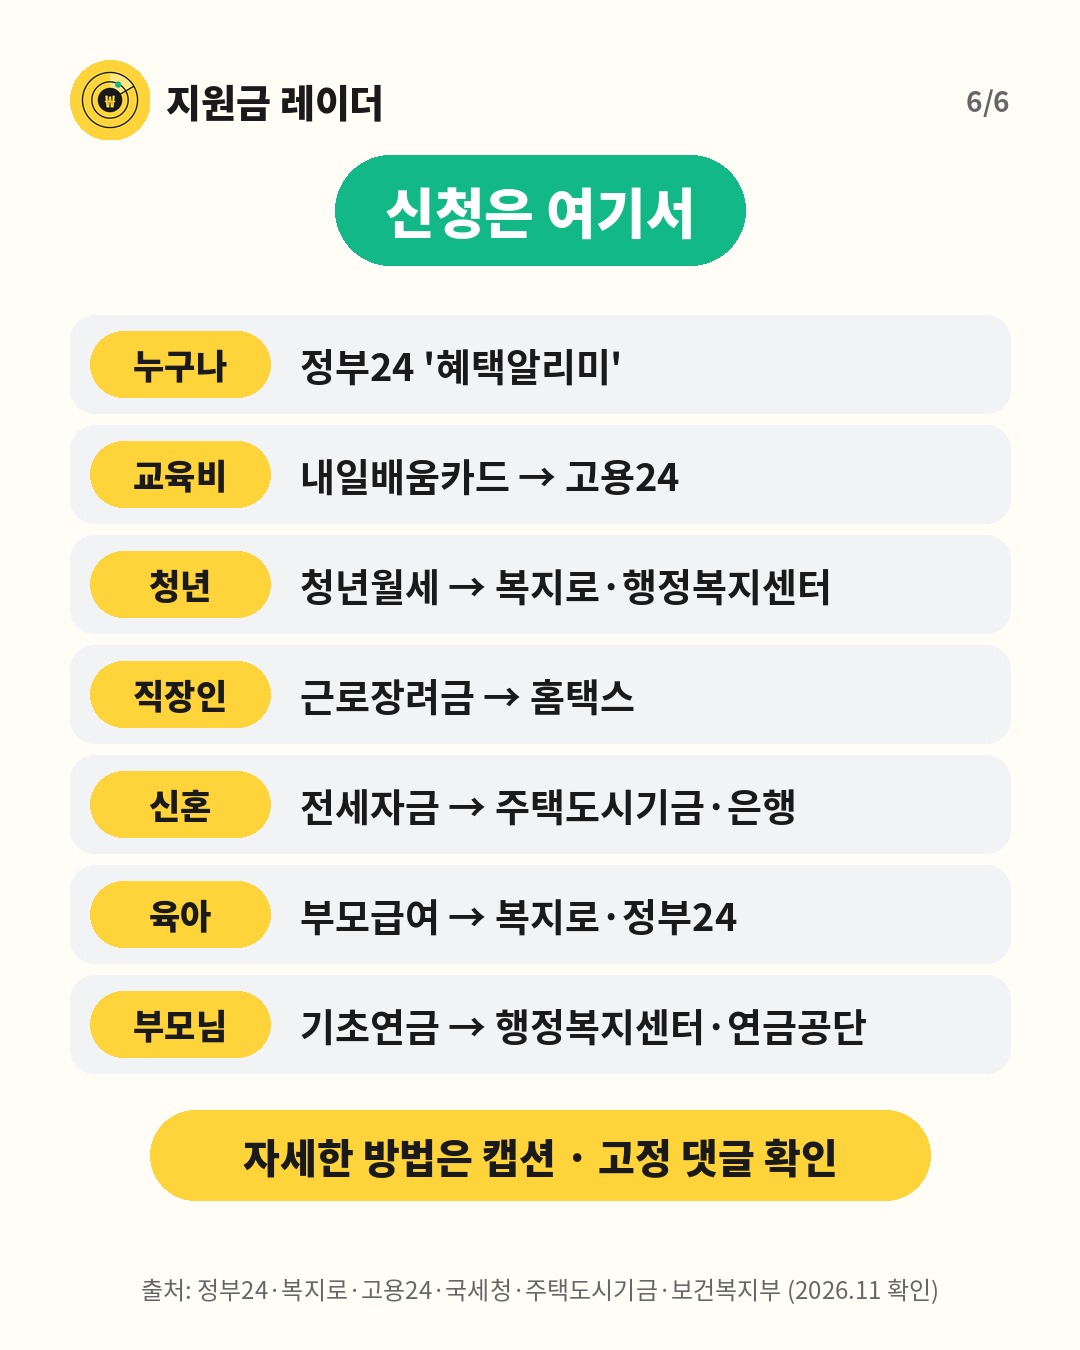 ₩
지원금 레이더
6/6
신청은 여기서
누구나 정부24 '혜택알리미'
교육비 내일배움카드 → 고용24
청년 청년월세 → 복지로·행정복지센터
직장인 근로장려금 → 홈택스
신혼 전세자금 → 주택도시기금·은행
육아 부모급여 → 복지로·정부24
부모님 기초연금 → 행정복지센터·연금공단
자세한 방법은 캡션 · 고정 댓글 확인
출처: 정부24·복지로·고용24·국세청·주택도시기금·보건복지부 (2026.11 확인)